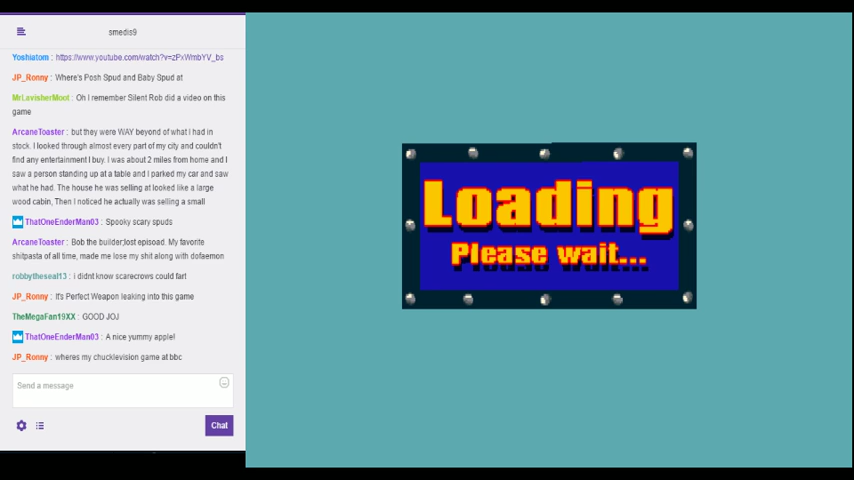 smedis9
Yoshiatom : https://www.youtube.com/watch?v=zPxWmbYV_bs
JP_Ronny : Where's Posh Spud and Baby Spud at
MrLavisherMoot : Oh I remember Silent Rob did a video on this
game
ArcaneToaster : but they were WAY beyond of what I had in
stock. I looked through almost every part of my city and couldn't
find any entertainment I buy. I was about 2 miles from home and I
saw a person standing up at a table and I parked my car and saw
what he had. The house he was selling at looked like a large
wood cabin, Then I noticed he actually was selling a small
ThatOneEnderMan03 : Spooky scary spuds
ArcaneToaster : Bob the builder;lost episoad. My favorite
shitpasta of all time, made me lose my shit along with dofaemon
robbytheseal13 : i didnt know scarecrows could fart
JP_Ronny : It's Perfect Weapon leaking into this game
TheMegaFan19XX : GOOD JOJ
ThatOneEnderMan03 : A nice yummy apple!
JP_Ronny : wheres my chucklevision game at bbc
Send a message
Chat
Loading
Please wait...